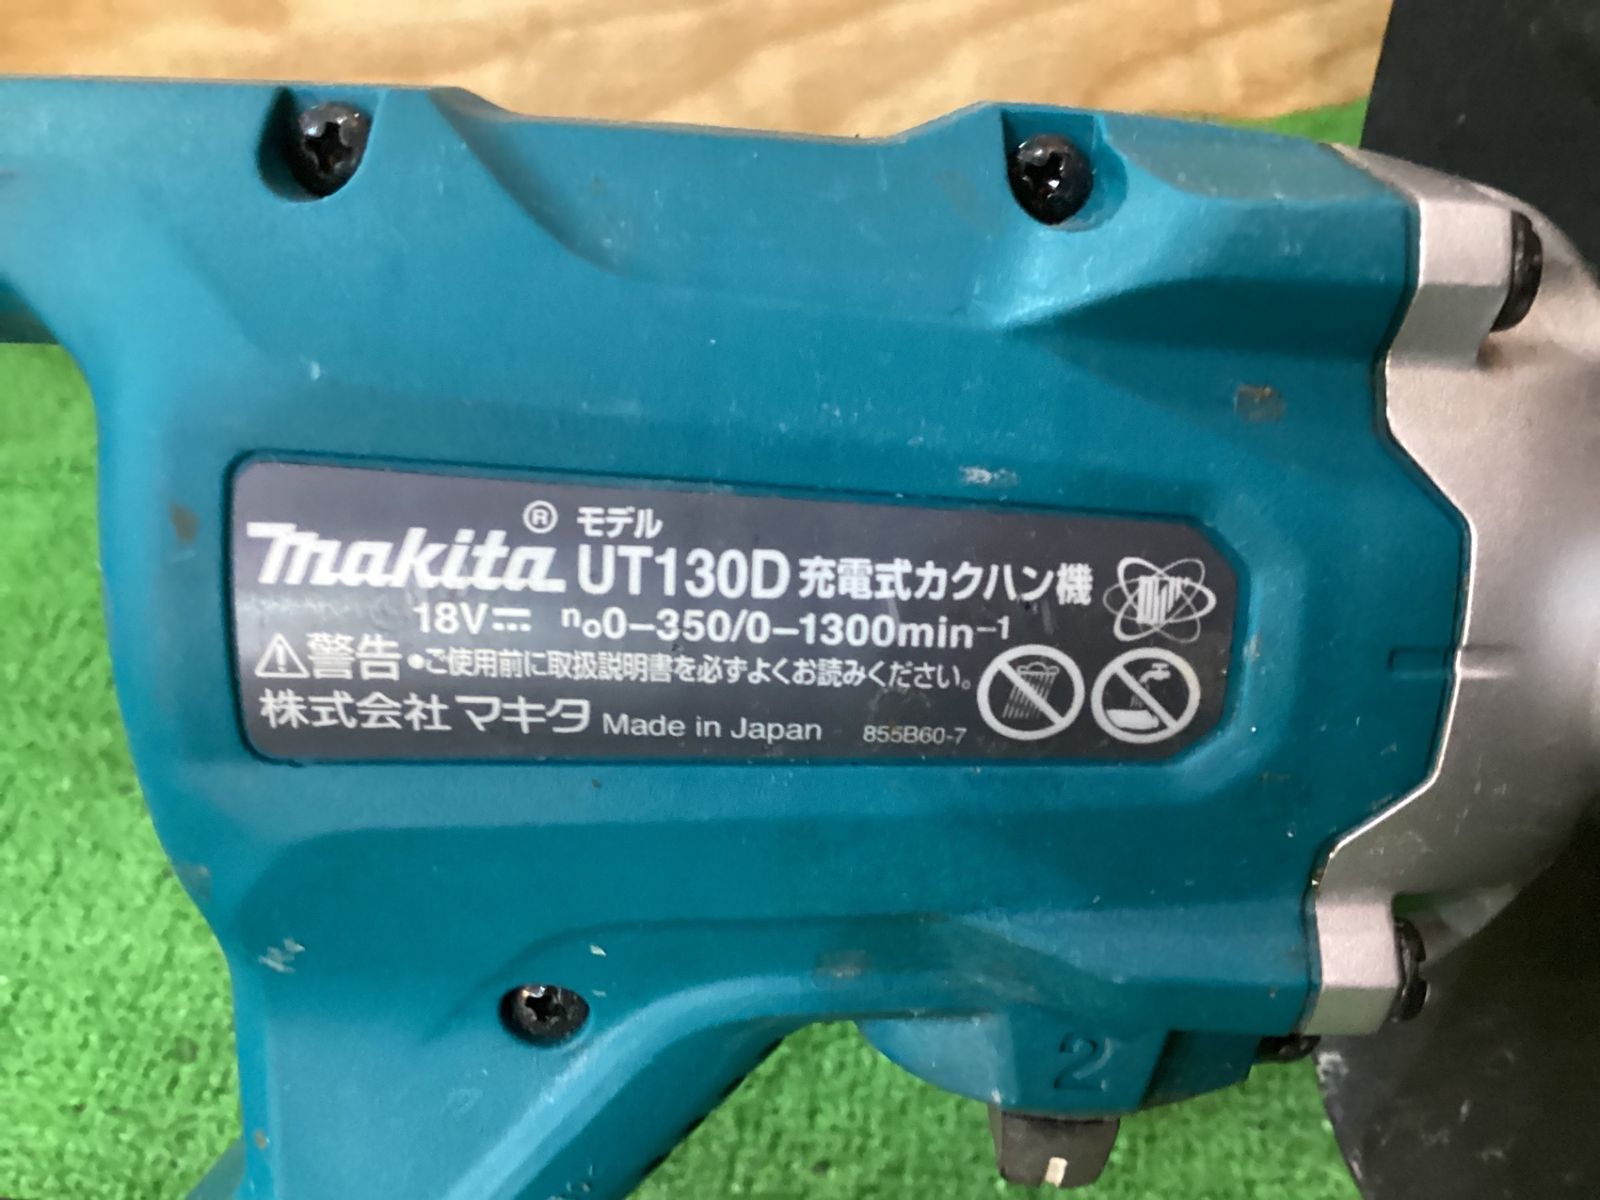 makita® モデル UT130D 充電式カクハン機
18V⎓ n₀0–350/0–1300min⁻¹
⚠警告 •ご使用前に取扱説明書を必ずよくお読みください。
株式会社マキタ Made in Japan 855B60-7
2